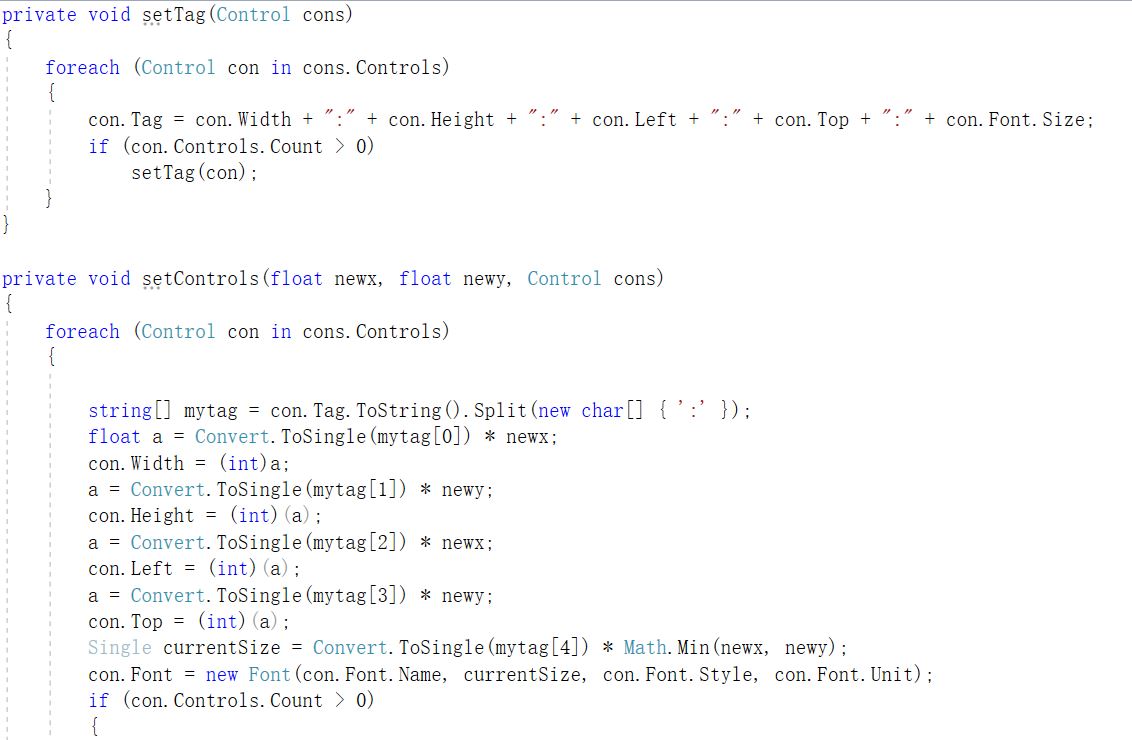 private void setTag(Control cons)
{
foreach (Control con in cons.Controls)
{
con.Tag = con.Width + ":" + con.Height + ":" + con.Left + ":" + con.Top + ":" + con.Font.Size;
if (con.Controls.Count > 0)
setTag(con);
}
}
private void setControls(float newx, float newy, Control cons)
{
foreach (Control con in cons.Controls)
{
string[] mytag = con.Tag.ToString().Split(new char[] { ':' });
float a = Convert.ToSingle(mytag[0]) * newx;
con.Width = (int)a;
a = Convert.ToSingle(mytag[1]) * newy;
con.Height = (int)(a);
a = Convert.ToSingle(mytag[2]) * newx;
con.Left = (int)(a);
a = Convert.ToSingle(mytag[3]) * newy;
con.Top = (int)(a);
Single currentSize = Convert.ToSingle(mytag[4]) * Math.Min(newx, newy);
con.Font = new Font(con.Font.Name, currentSize, con.Font.Style, con.Font.Unit);
if (con.Controls.Count > 0)
{